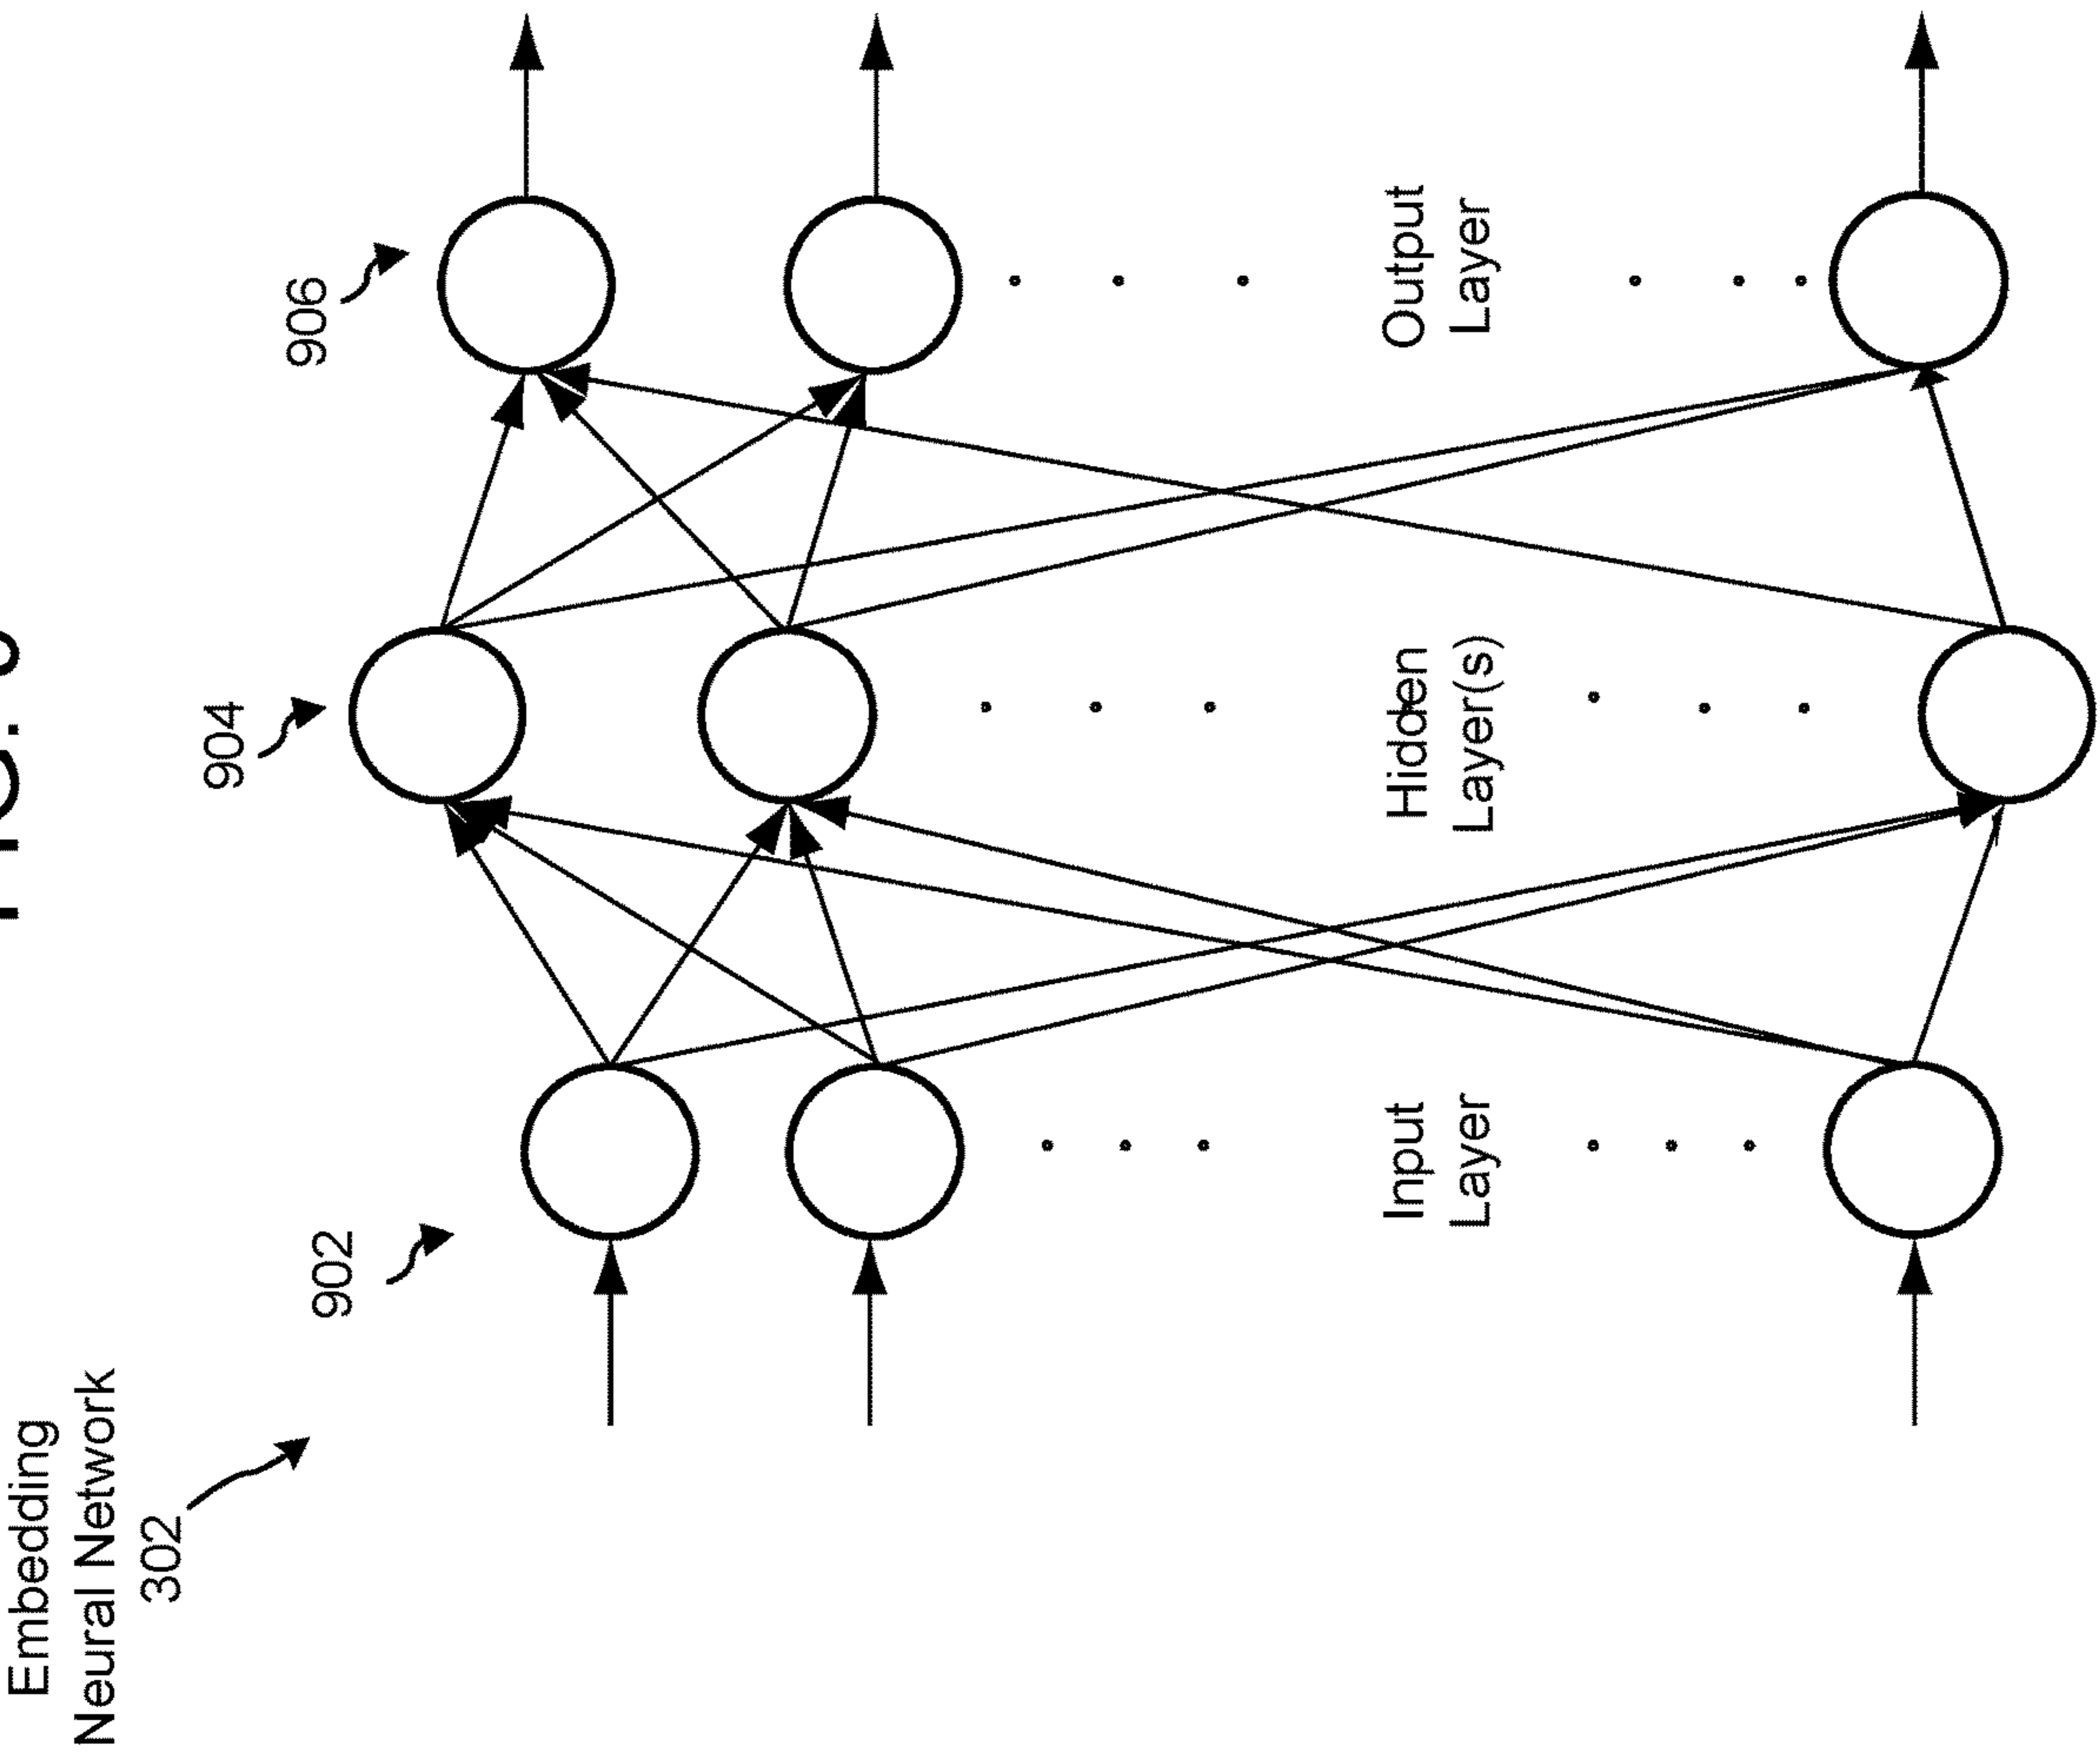 Embedding
Neural Network
302
902
904
906
Input
Layer
Hidden
Layer(s)
Output
Layer